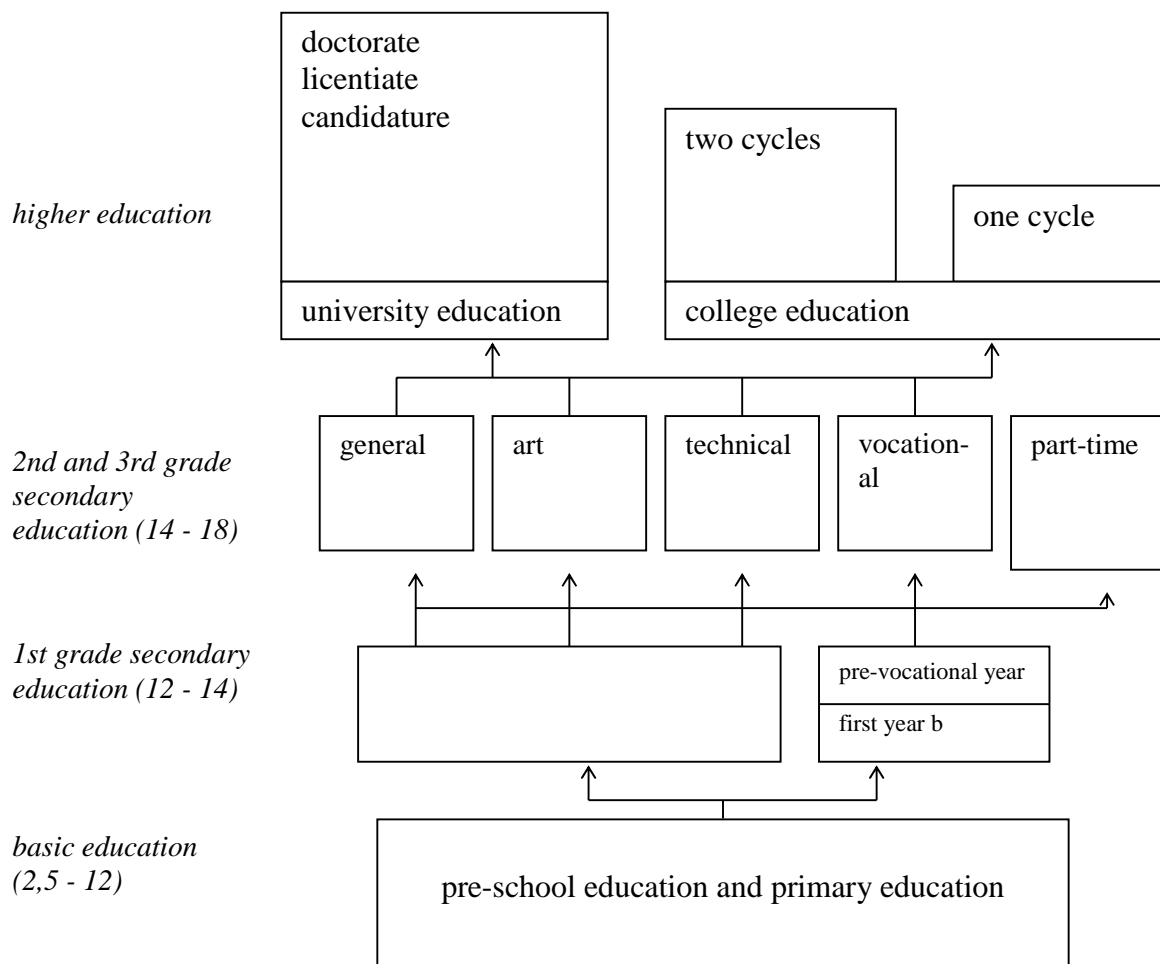 doctorate
licentiate
candidature
two cycles
higher education
one cycle
university education
college education
general
art
technical
vocation-
al
part-time
2nd and 3rd grade
secondary
education (14 - 18)
1st grade secondary
education (12 - 14)
pre-vocational year
first year b
basic education
(2,5 - 12)
pre-school education and primary education